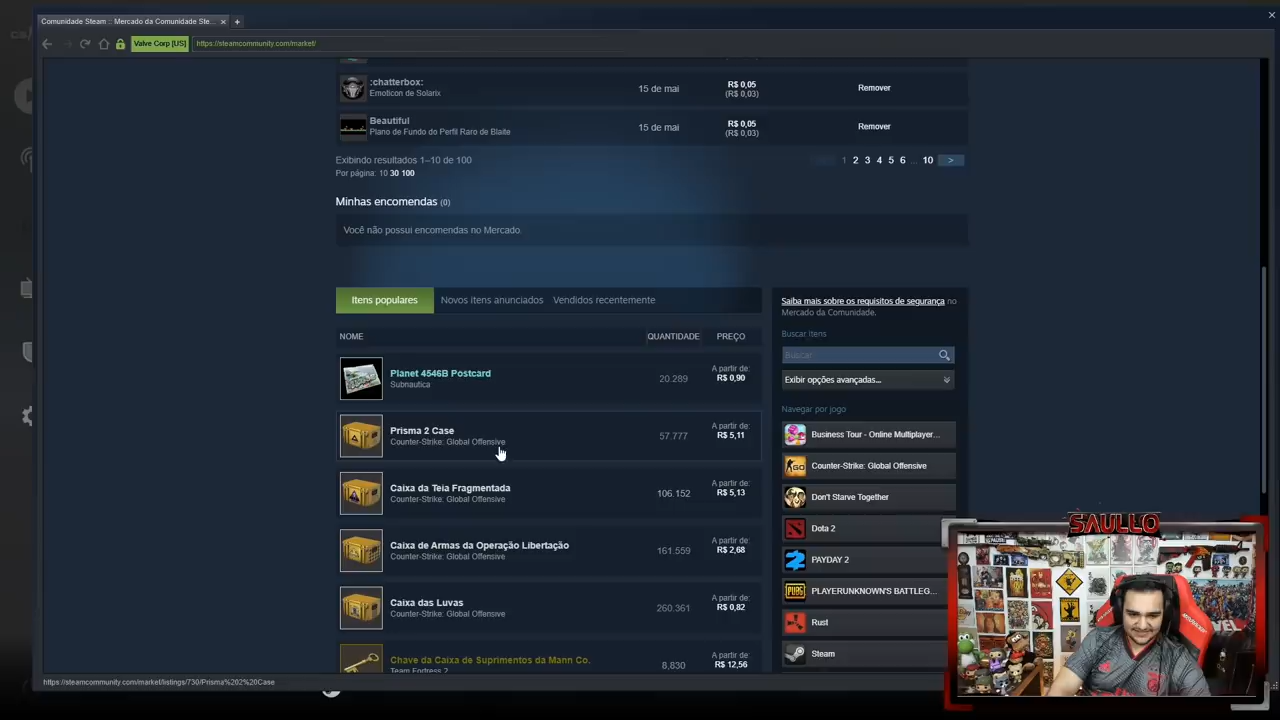 Comunidade Steam :: Mercado da Comunidade Ste...
Valve Corp [US]
https://steamcommunity.com/market/
:chatterbox:
Emoticon de Solarix
15 de mai
R$ 0,05
(R$ 0,03)
Remover
Beautiful
Plano de Fundo do Perfil Raro de Blaite
15 de mai
R$ 0,05
(R$ 0,03)
Remover
Exibindo resultados 1–10 de 100
1 2 3 4 5 6 ... 10 >
Por página: 10 30 100
Minhas encomendas (0)
Você não possui encomendas no Mercado.
Itens populares
Novos itens anunciados
Vendidos recentemente
NOME
QUANTIDADE
PREÇO
Planet 4546B Postcard
Subnautica
20.289
A partir de:
R$ 0,90
Prisma 2 Case
Counter-Strike: Global Offensive
57.777
A partir de:
R$ 5,11
Caixa da Teia Fragmentada
Counter-Strike: Global Offensive
106.152
A partir de:
R$ 5,13
Caixa de Armas da Operação Libertação
Counter-Strike: Global Offensive
161.559
A partir de:
R$ 2,68
Caixa das Luvas
Counter-Strike: Global Offensive
260.361
A partir de:
R$ 0,82
Chave da Caixa de Suprimentos da Mann Co.
Team Fortress 2
8,830
A partir de:
R$ 12,56
Saiba mais sobre os requisitos de segurança no
Mercado da Comunidade.
Buscar itens
Buscar
Exibir opções avançadas...
Navegar por jogo
Business Tour - Online Multiplayer...
Counter-Strike: Global Offensive
Don't Starve Together
Dota 2
PAYDAY 2
PLAYERUNKNOWN'S BATTLEG...
Rust
Steam
SAULLO
https://steamcommunity.com/market/listings/730/Prisma%202%20Case